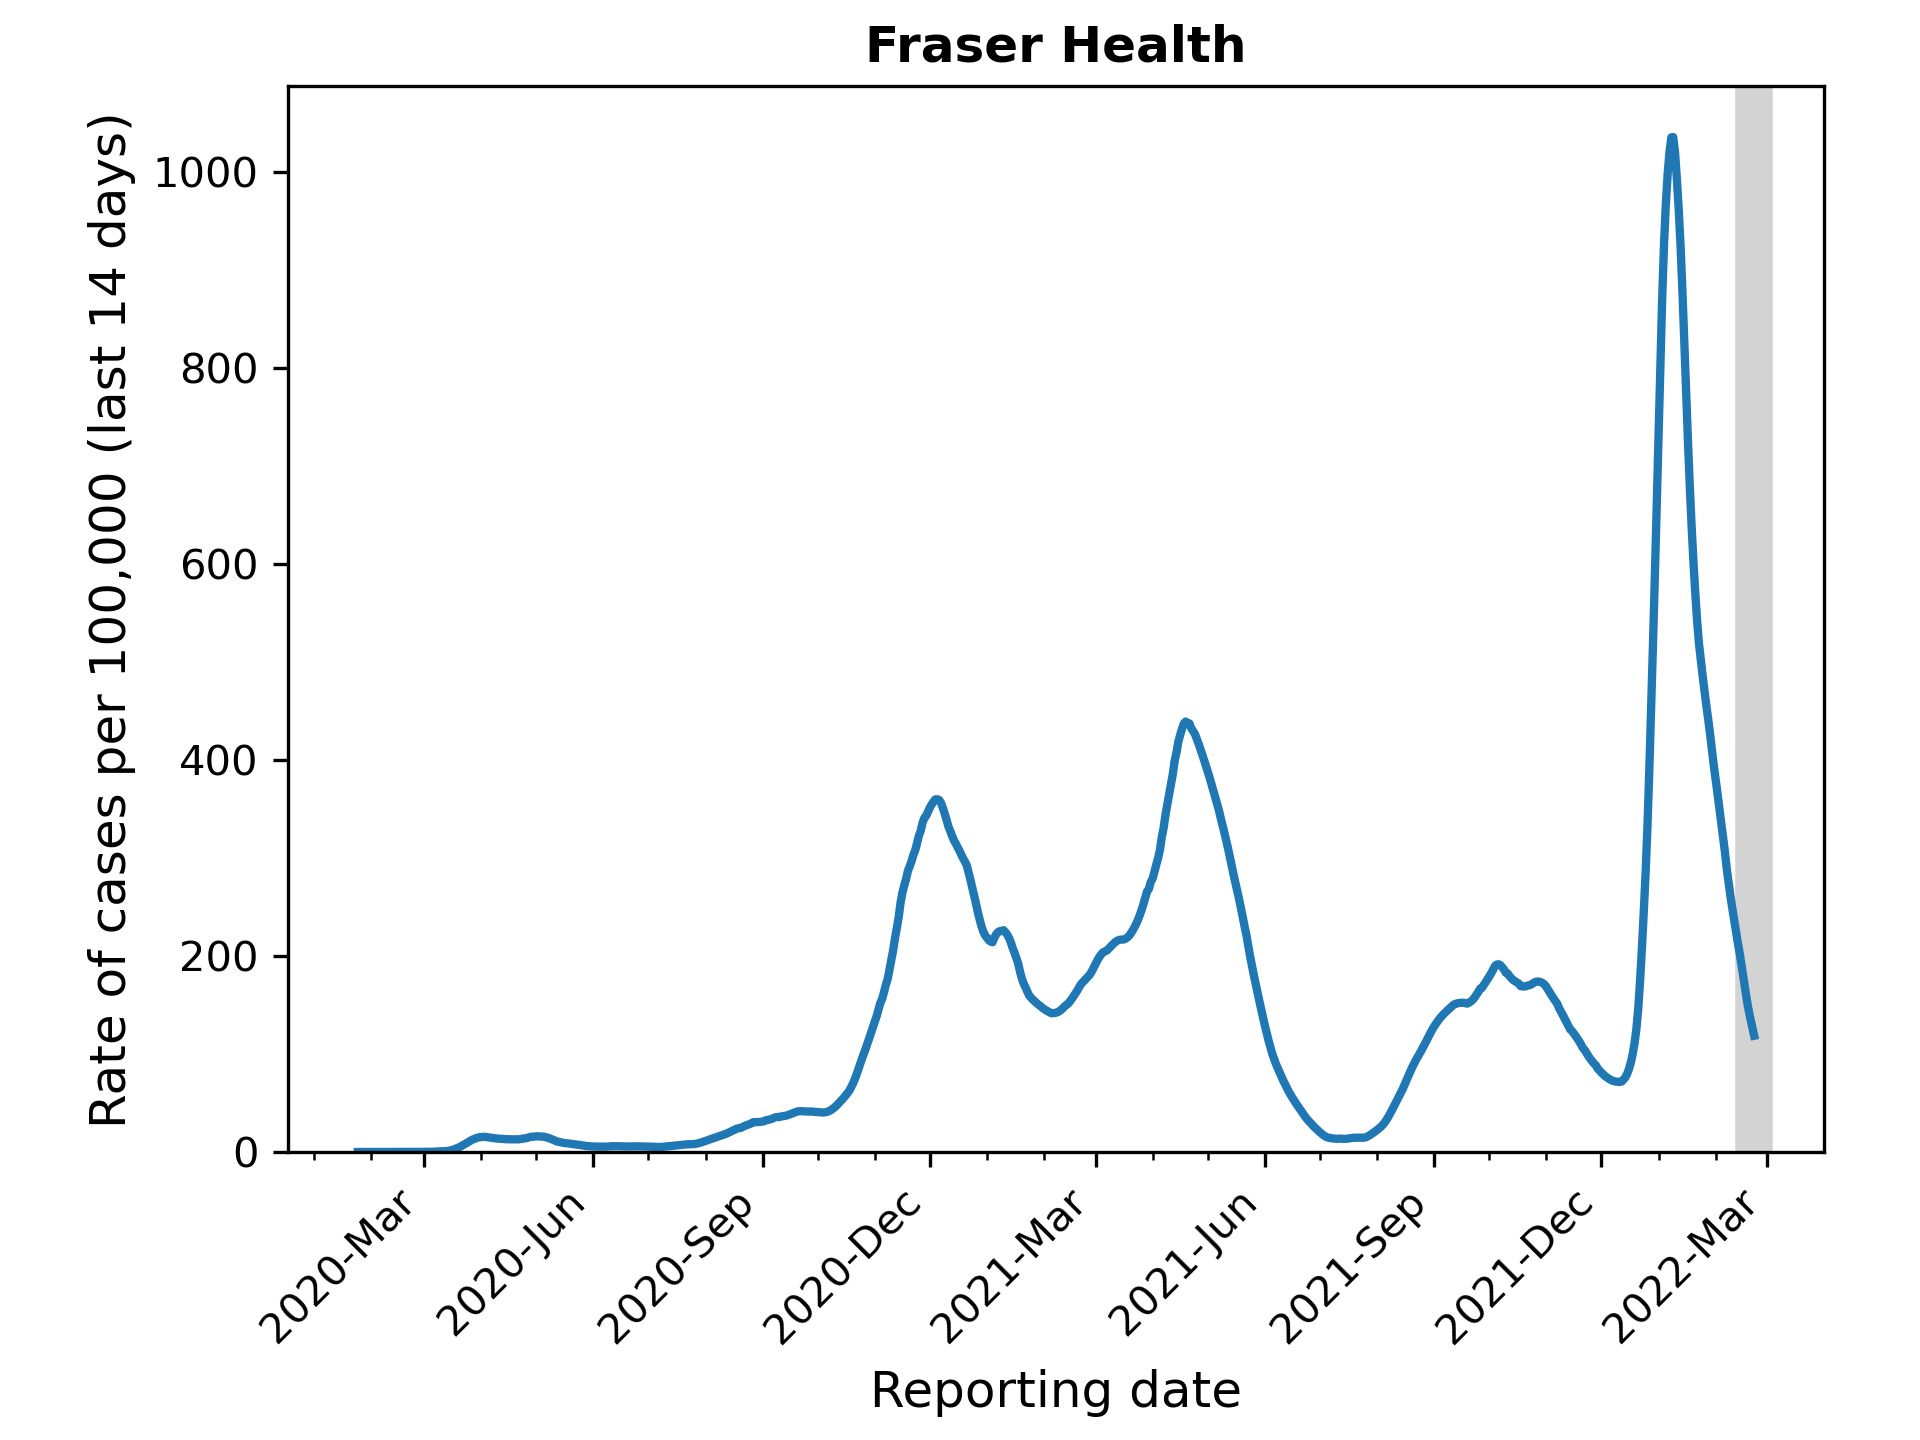 Fraser Health
Rate of cases per 100,000 (last 14 days)
1000
800
600
400
200
0
2020-Mar
2020-Jun
2020-Sep
2020-Dec
2021-Mar
2021-Jun
2021-Sep
2021-Dec
2022-Mar
Reporting date